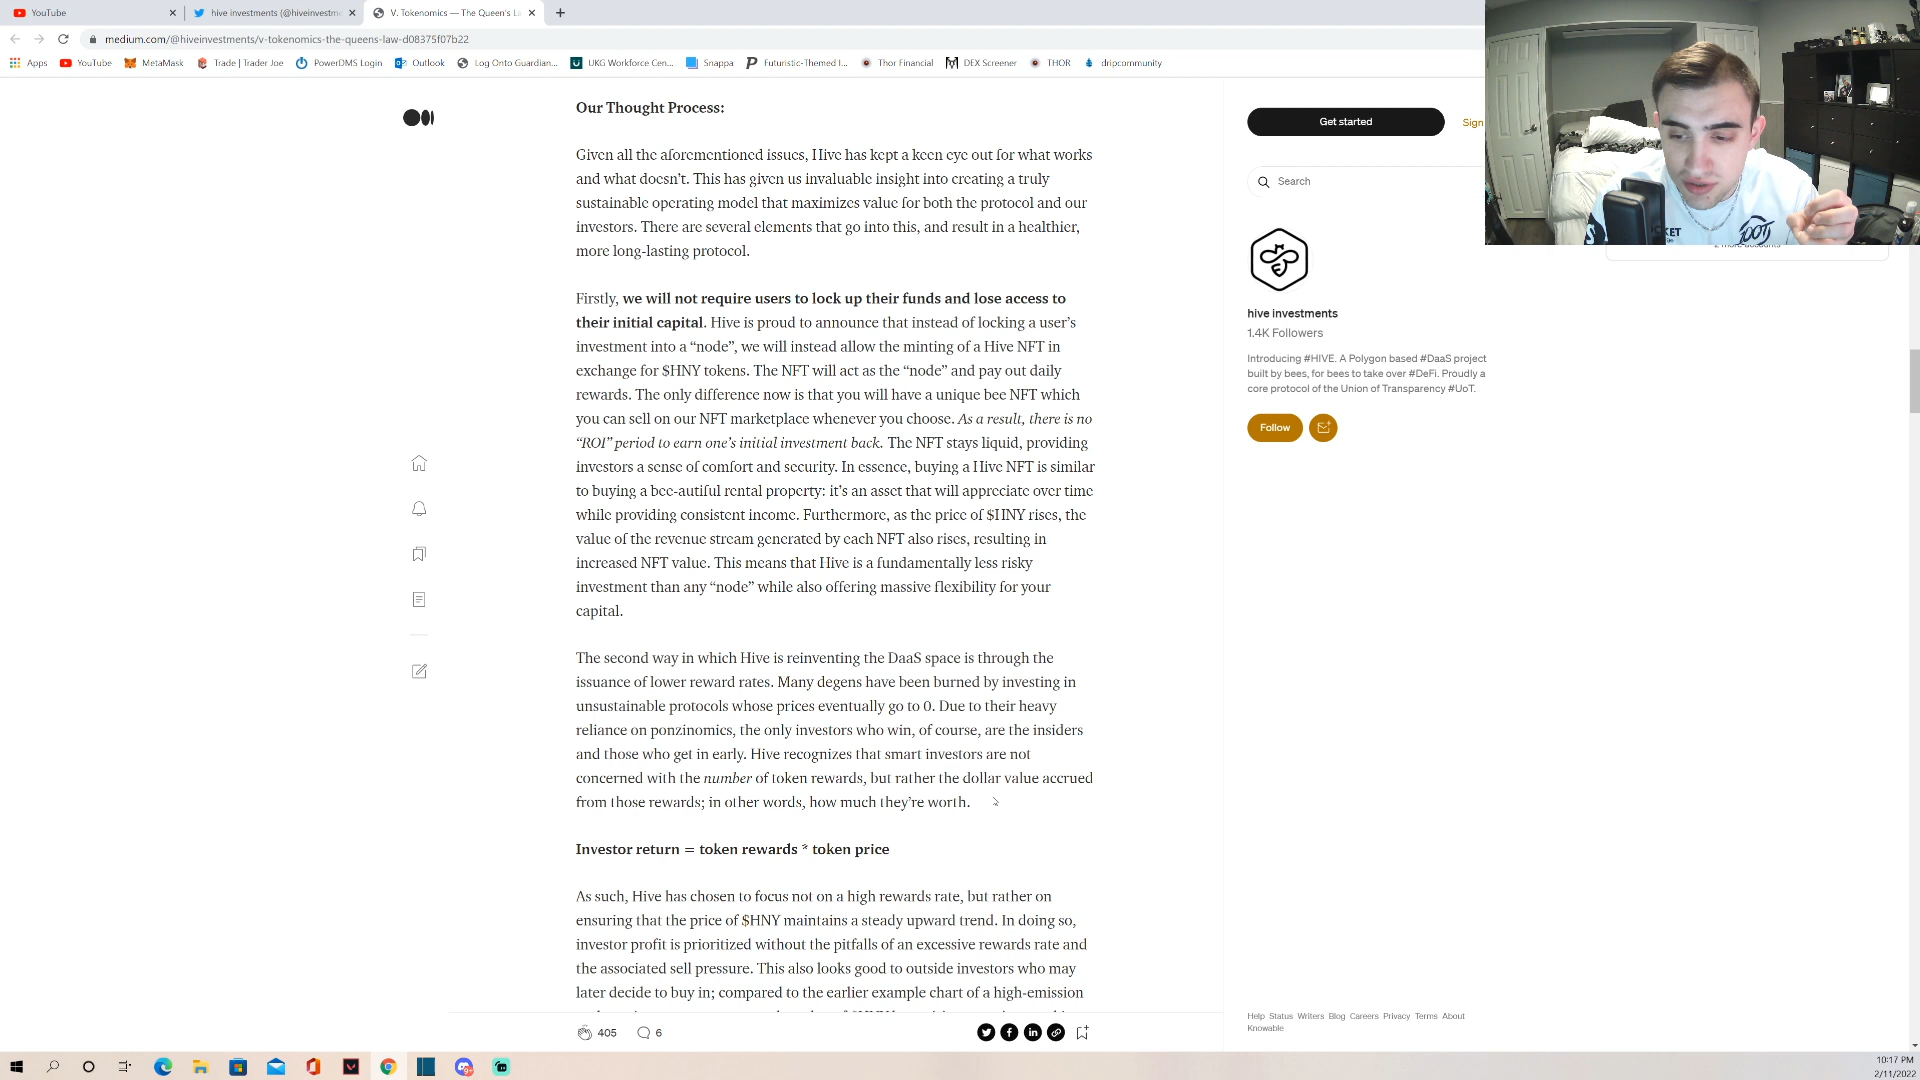 YouTube
hive investments (@hiveinvestme
V. Tokenomics — The Queen's La
medium.com/@hiveinvestments/v-tokenomics-the-queens-law-d08375f07b22
Apps
YouTube
MetaMask
Trade | Trader Joe
PowerDMS Login
Outlook
Log Onto Guardian...
UKG Workforce Cen...
Snappa
Futuristic-Themed I...
Thor Financial
DEX Screener
THOR
dripcommunity
Our Thought Process:
Given all the aforementioned issues, Hive has kept a keen eye out for what works
and what doesn't. This has given us invaluable insight into creating a truly
sustainable operating model that maximizes value for both the protocol and our
investors. There are several elements that go into this, and result in a healthier,
more long-lasting protocol.
Firstly, we will not require users to lock up their funds and lose access to
their initial capital. Hive is proud to announce that instead of locking a user's
investment into a “node”, we will instead allow the minting of a Hive NFT in
exchange for $HNY tokens. The NFT will act as the “node” and pay out daily
rewards. The only difference now is that you will have a unique bee NFT which
you can sell on our NFT marketplace whenever you choose. As a result, there is no
“ROI” period to earn one's initial investment back. The NFT stays liquid, providing
investors a sense of comfort and security. In essence, buying a Hive NFT is similar
to buying a bee-autiful rental property: it's an asset that will appreciate over time
while providing consistent income. Furthermore, as the price of $HNY rises, the
value of the revenue stream generated by each NFT also rises, resulting in
increased NFT value. This means that Hive is a fundamentally less risky
investment than any “node” while also offering massive flexibility for your
capital.
The second way in which Hive is reinventing the DaaS space is through the
issuance of lower reward rates. Many degens have been burned by investing in
unsustainable protocols whose prices eventually go to 0. Due to their heavy
reliance on ponzinomics, the only investors who win, of course, are the insiders
and those who get in early. Hive recognizes that smart investors are not
concerned with the number of token rewards, but rather the dollar value accrued
from those rewards; in other words, how much they're worth.
Investor return = token rewards * token price
As such, Hive has chosen to focus not on a high rewards rate, but rather on
ensuring that the price of $HNY maintains a steady upward trend. In doing so,
investor profit is prioritized without the pitfalls of an excessive rewards rate and
the associated sell pressure. This also looks good to outside investors who may
later decide to buy in; compared to the earlier example chart of a high-emission
405
6
Get started
Sign
Search
hive investments
1.4K Followers
Introducing #HIVE. A Polygon based #DaaS project
built by bees, for bees to take over #DeFi. Proudly a
core protocol of the Union of Transparency #UoT.
Follow
Help Status Writers Blog Careers Privacy Terms About
Knowable
10:17 PM
2/11/2022